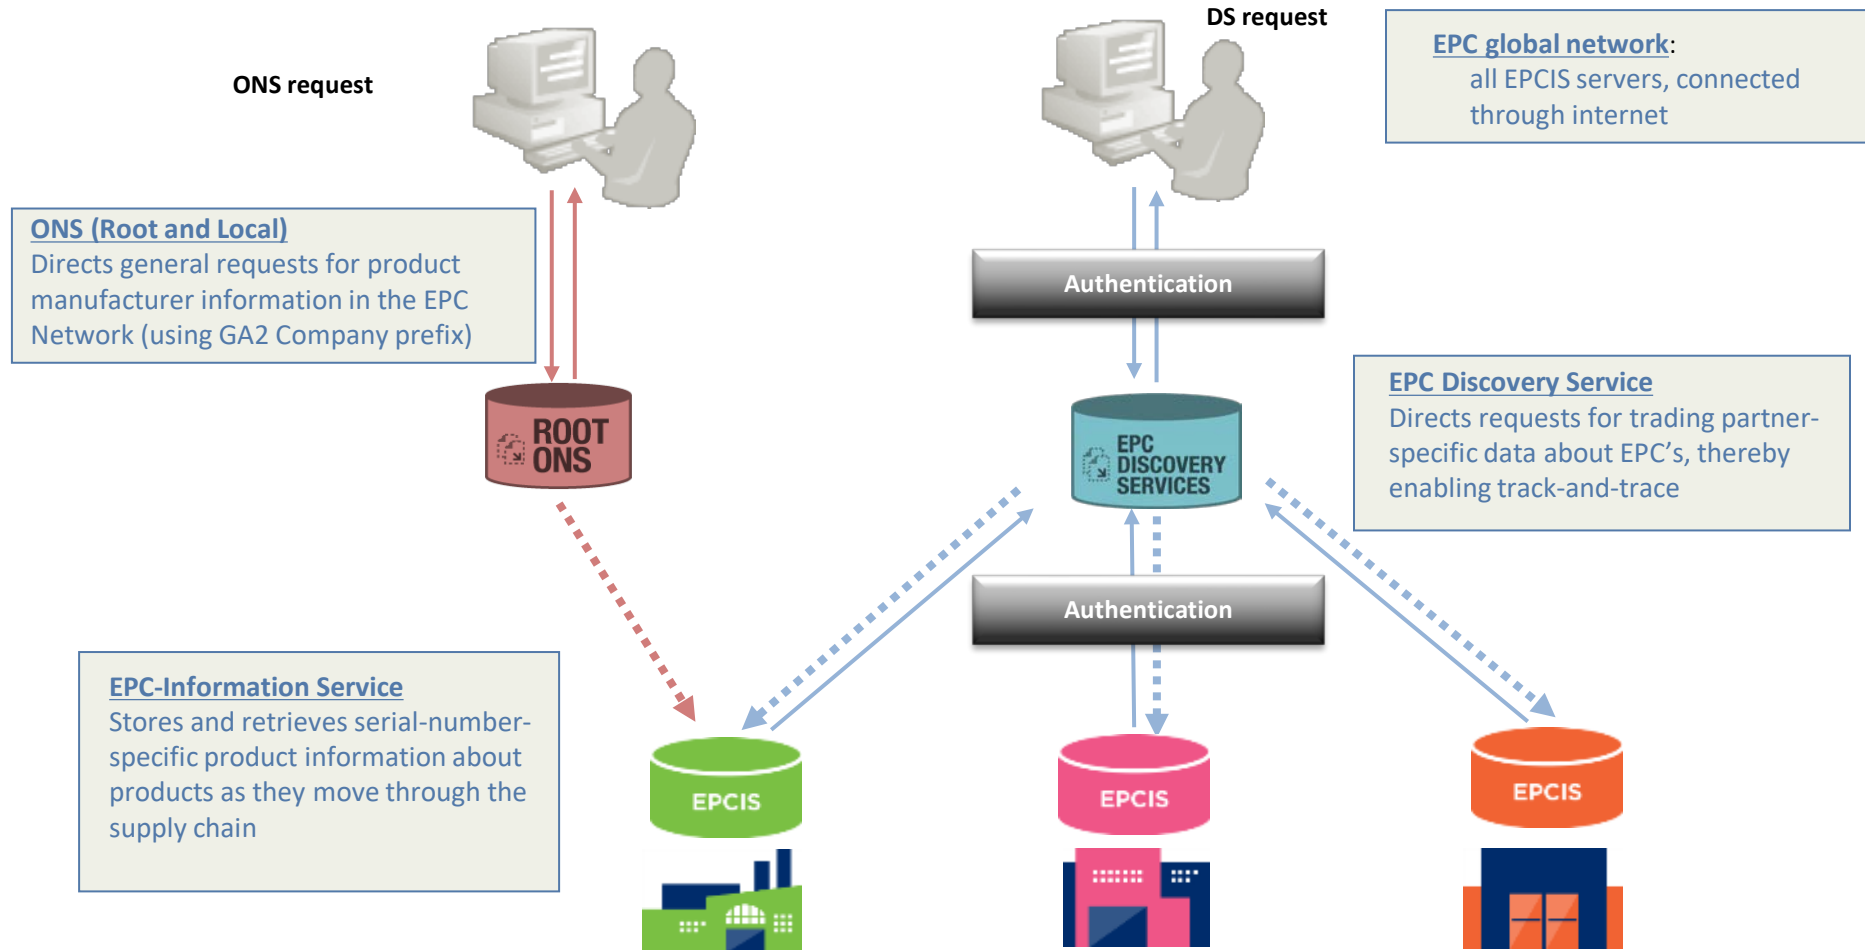 DS request
ONS request
EPC global network:
all EPCIS servers, connected
through internet
ONS (Root and Local)
Directs general requests for product
manufacturer information in the EPC
Network (using GA2 Company prefix)
Authentication
EPC Discovery Service
Directs requests for trading partner-
specific data about EPC’s, thereby
enabling track-and-trace
ROOT
ONS
EPC
DISCOVERY
SERVICES
Authentication
EPC-Information Service
Stores and retrieves serial-number-
specific product information about
products as they move through the
supply chain
EPCIS
EPCIS
EPCIS